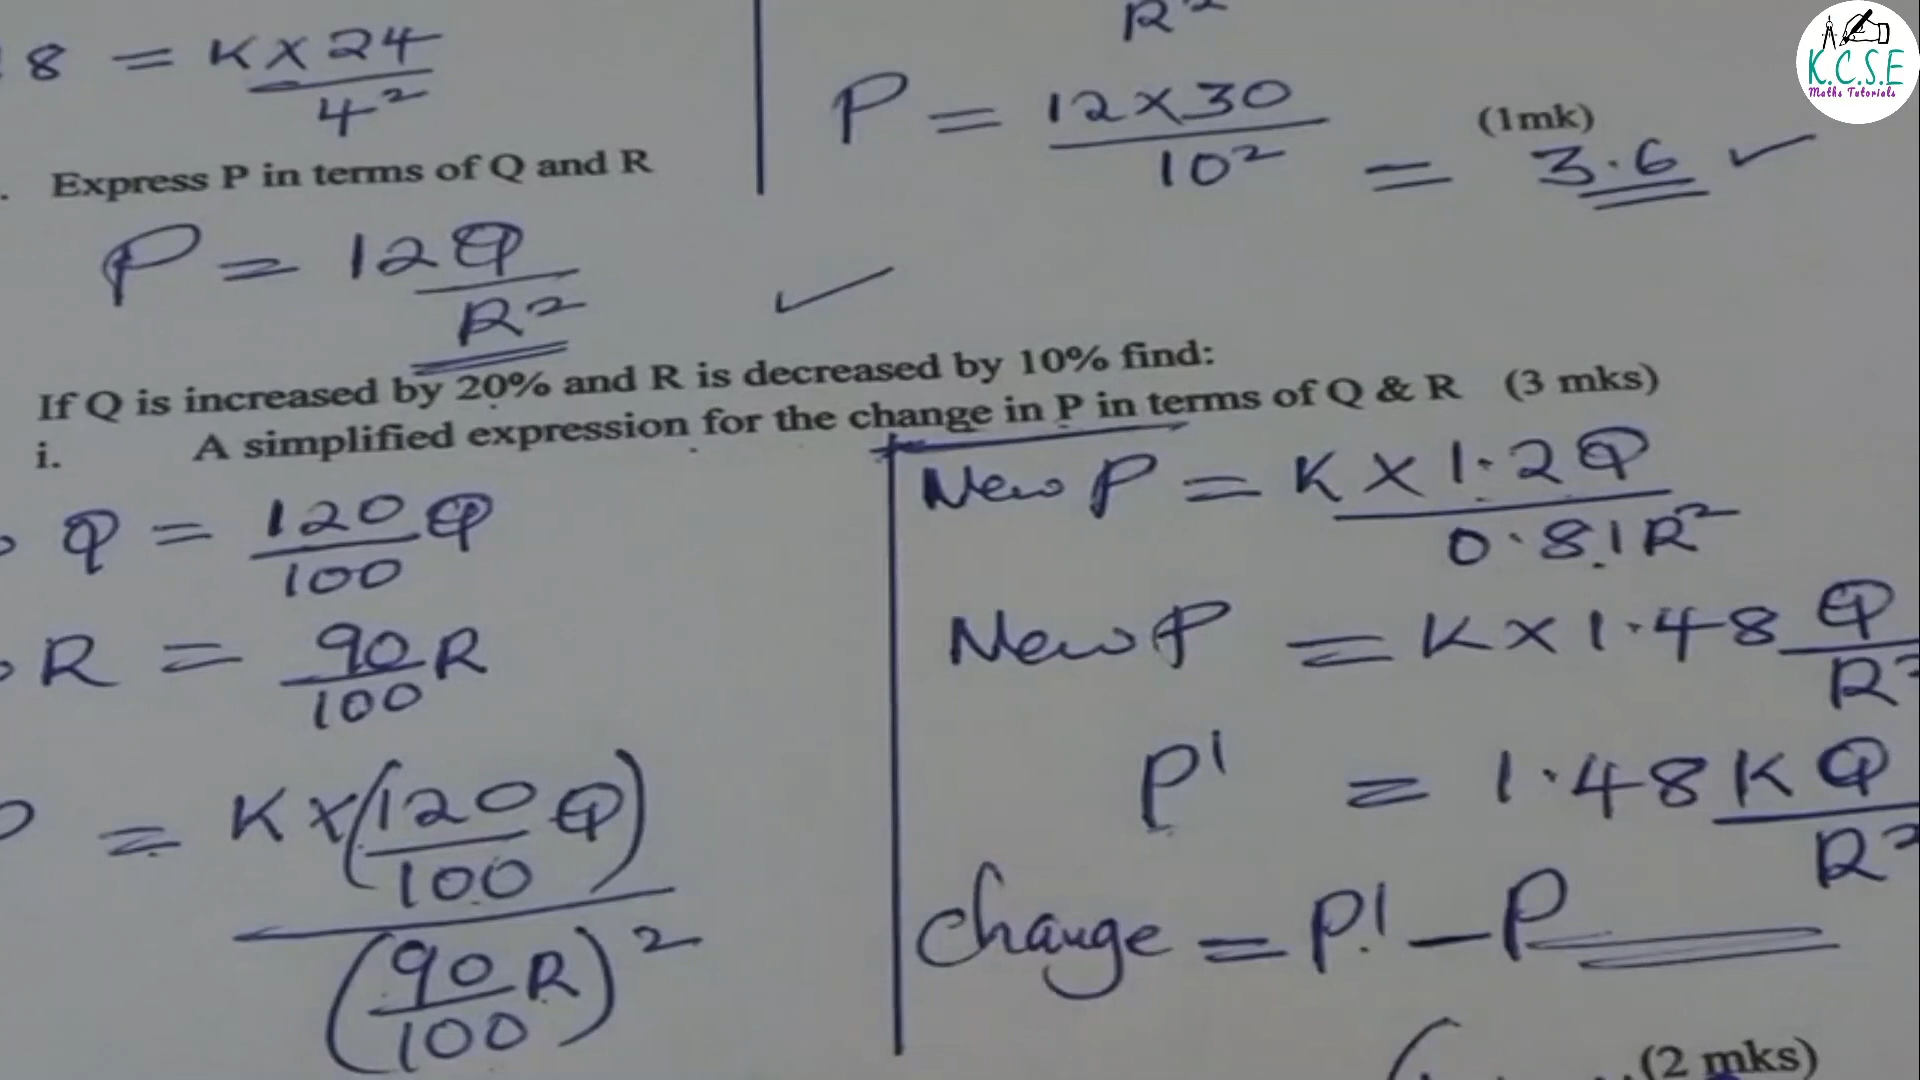 8 = K × 24
4²
Express P in terms of Q and R
P = 12Q
R²
R²
P = 12 × 30
10²
= 3.6 ✓
(1mk)
✓
If Q is increased by 20% and R is decreased by 10% find:
i. A simplified expression for the change in P in terms of Q & R (3 mks)
Q = 120 Q
100
R = 90 R
100
= K × (120 Q)
100
(90 R)²
100
New P = K × 1.2Q
0.81R²
New P = K × 1.48 Q
R²
P' = 1.48 K Q
R²
Change = P' - P
(2 mks)
K.C.S.E
Maths Tutorials